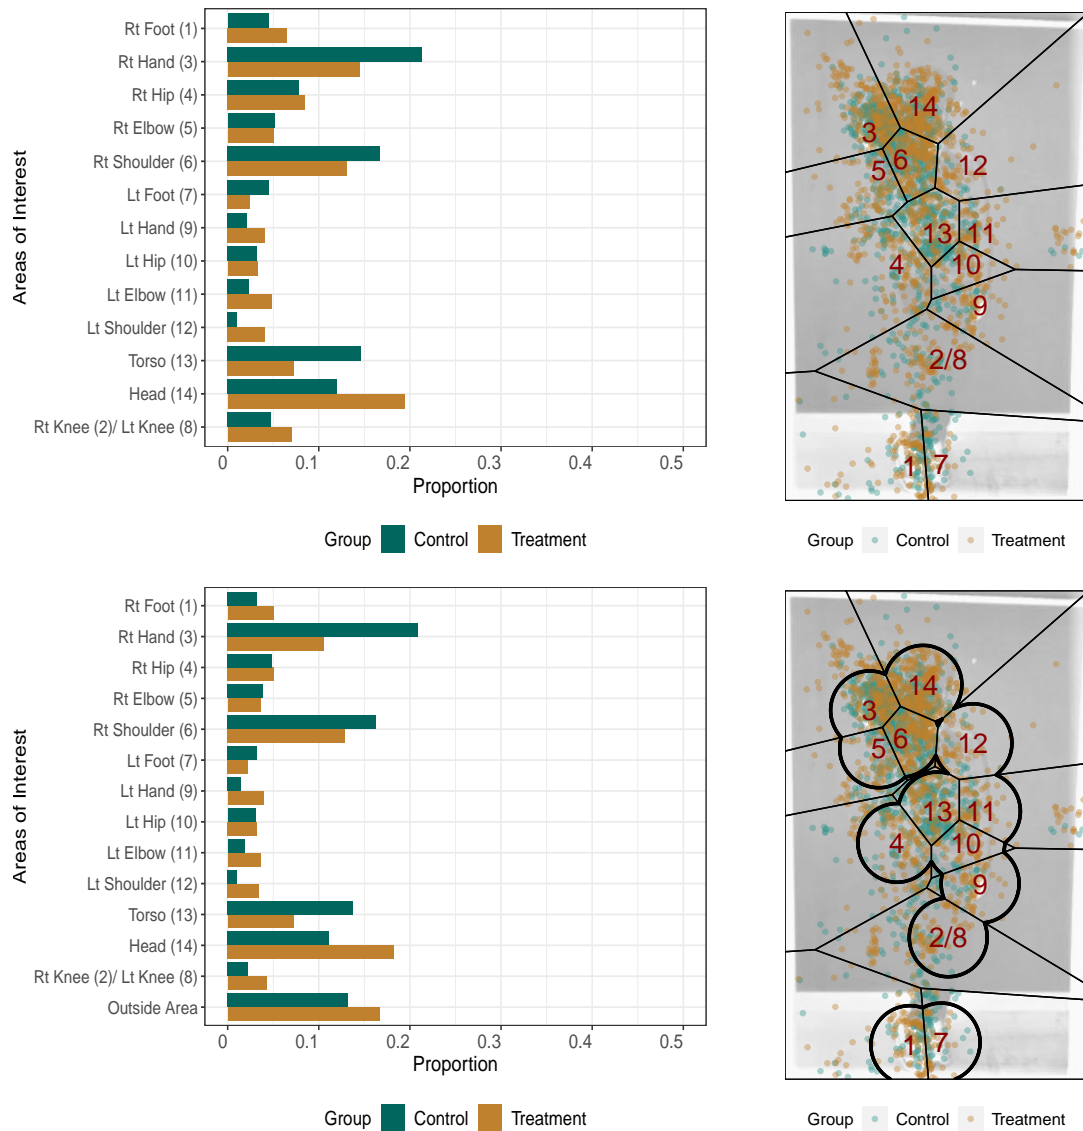 Areas of Interest
Rt Foot (1)
Rt Hand (3)
Rt Hip (4)
Rt Elbow (5)
Rt Shoulder (6)
Lt Foot (7)
Lt Hand (9)
Lt Hip (10)
Lt Elbow (11)
Lt Shoulder (12)
Torso (13)
Head (14)
Rt Knee (2)/ Lt Knee (8)
0 0.1 0.2 0.3 0.4 0.5
Proportion
Group Control Treatment
14
3
6
12
5
13
11
4
10
9
2/8
1
7
Group Control Treatment
Areas of Interest
Rt Foot (1)
Rt Hand (3)
Rt Hip (4)
Rt Elbow (5)
Rt Shoulder (6)
Lt Foot (7)
Lt Hand (9)
Lt Hip (10)
Lt Elbow (11)
Lt Shoulder (12)
Torso (13)
Head (14)
Rt Knee (2)/ Lt Knee (8)
Outside Area
0 0.1 0.2 0.3 0.4 0.5
Proportion
Group Control Treatment
14
3
6
12
5
13
11
4
10
9
2/8
1
7
Group Control Treatment